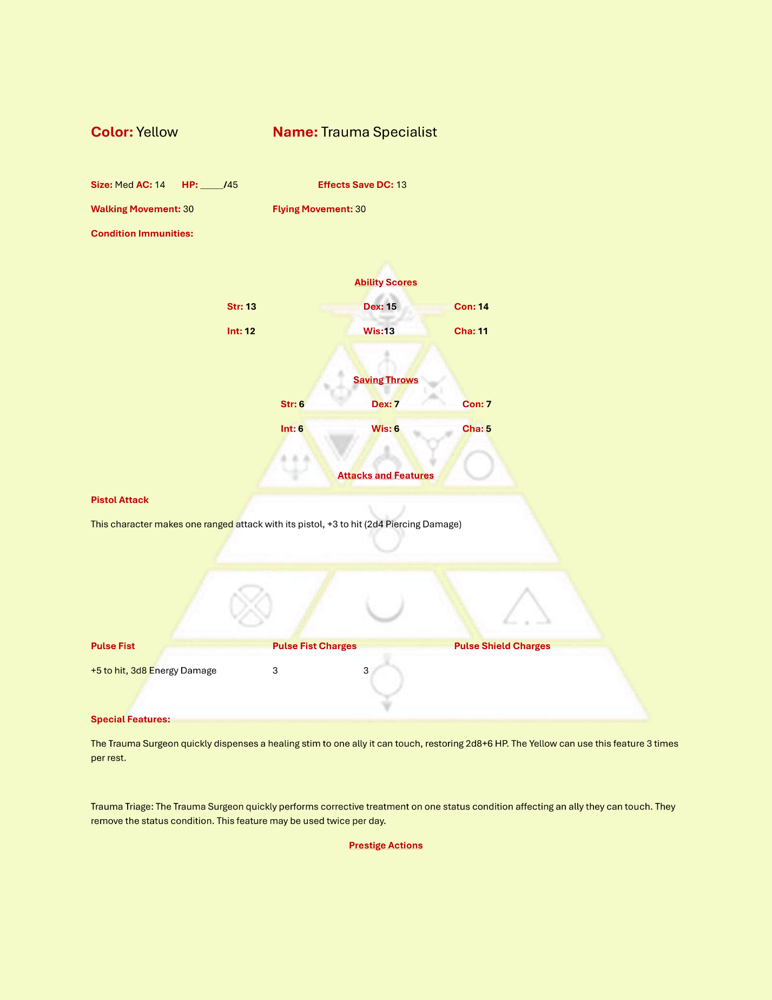 Color: Yellow Name: Trauma Specialist
Size: Med AC: 14 HP: _____/45 Effects Save DC: 13
Walking Movement: 30 Flying Movement: 30
Condition Immunities:
Ability Scores
Str: 13 Dex: 15 Con: 14
Int: 12 Wis:13 Cha: 11
Saving Throws
Str: 6 Dex: 7 Con: 7
Int: 6 Wis: 6 Cha: 5
Attacks and Features
Pistol Attack
This character makes one ranged attack with its pistol, +3 to hit (2d4 Piercing Damage)
Pulse Fist Pulse Fist Charges Pulse Shield Charges
+5 to hit, 3d8 Energy Damage 3 3
Special Features:
The Trauma Surgeon quickly dispenses a healing stim to one ally it can touch, restoring 2d8+6 HP. The Yellow can use this feature 3 times
per rest.
Trauma Triage: The Trauma Surgeon quickly performs corrective treatment on one status condition affecting an ally they can touch. They
remove the status condition. This feature may be used twice per day.
Prestige Actions